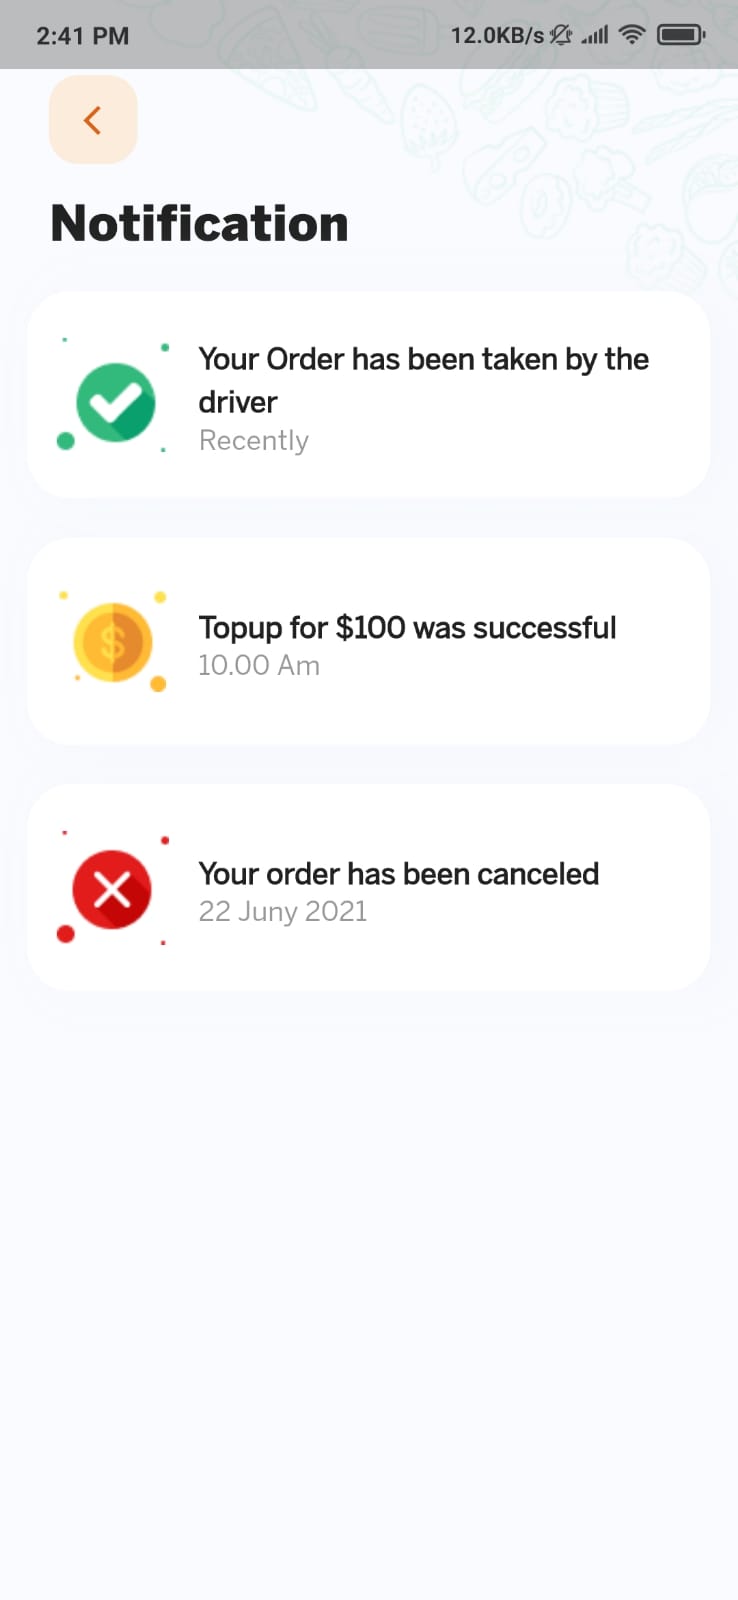 2:41 PM 12.0KB/s
Notification
Your Order has been taken by the
driver
Recently
$
Topup for $100 was successful
10.00 Am
Your order has been canceled
22 Juny 2021